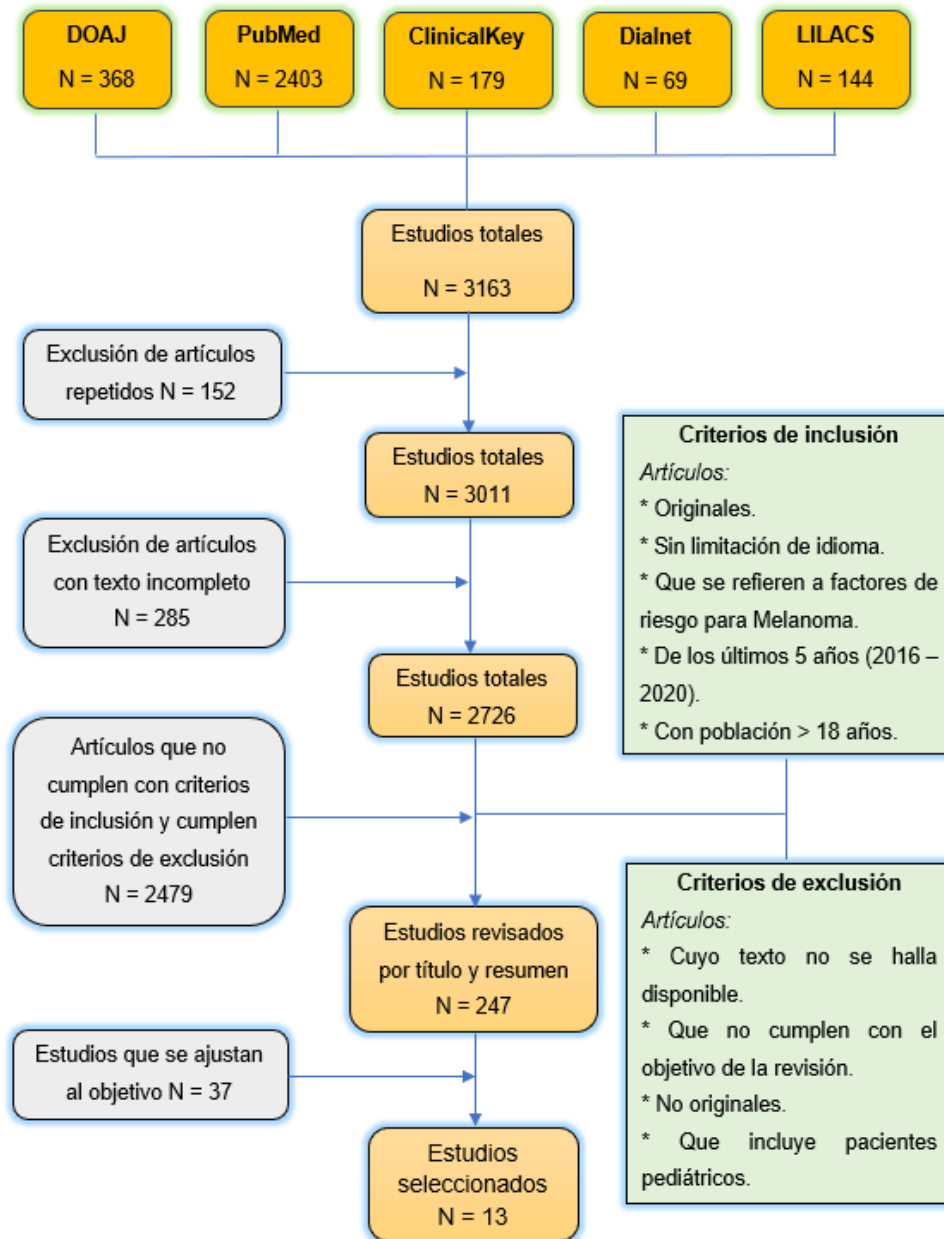 DOAJ
N = 368
PubMed
N = 2403
ClinicalKey
N = 179
Dialnet
N = 69
LILACS
N = 144
Estudios totales
N = 3163
Exclusión de artículos
repetidos N = 152
Estudios totales
N = 3011
Exclusión de artículos
con texto incompleto
N = 285
Estudios totales
N = 2726
Criterios de inclusión
Artículos:
* Originales.
* Sin limitación de idioma.
* Que se refieren a factores de
riesgo para Melanoma.
* De los últimos 5 años (2016 –
2020).
* Con población > 18 años.
Artículos que no
cumplen con criterios
de inclusión y cumplen
criterios de exclusión
N = 2479
Criterios de exclusión
Artículos:
* Cuyo texto no se halla
disponible.
* Que no cumplen con el
objetivo de la revisión.
* No originales.
* Que incluye pacientes
pediátricos.
Estudios revisados
por título y resumen
N = 247
Estudios que se ajustan
al objetivo N = 37
Estudios
seleccionados
N = 13